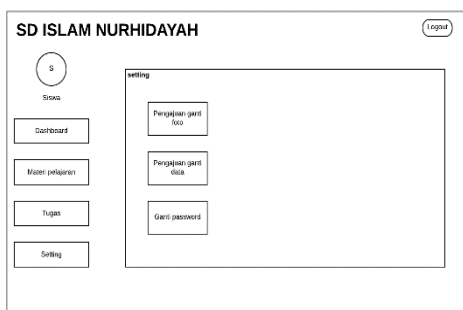 SD ISLAM NURHIDAYAH
Logout
S
Siswa
Dashboard
Materi pelajaran
Tugas
Setting
setting
Pengajuan ganti
foto
Pengajuan ganti
data
Ganti password